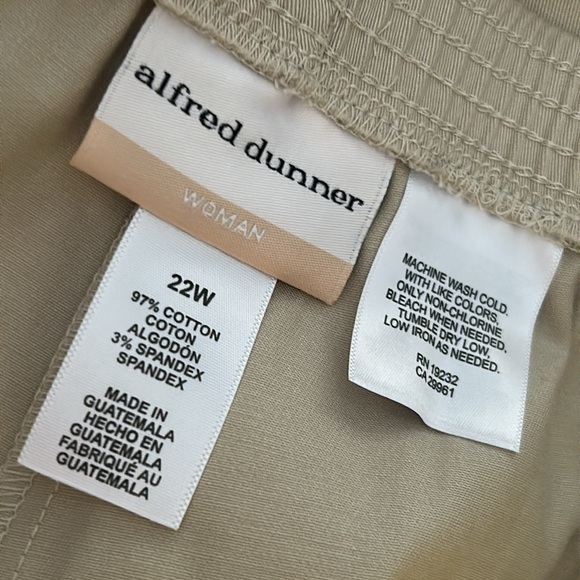 alfred dunner
WOMAN
22W
97% COTTON
COTON
ALGODÓN
3% SPANDEX
SPANDEX
MADE IN
GUATEMALA
HECHO EN
GUATEMALA
FABRIQUÉ AU
GUATEMALA
MACHINE WASH COLD.
WITH LIKE COLORS.
ONLY NON-CHLORINE
BLEACH WHEN NEEDED.
TUMBLE DRY LOW.
LOW IRON AS NEEDED.
RN 19232
CA 29961